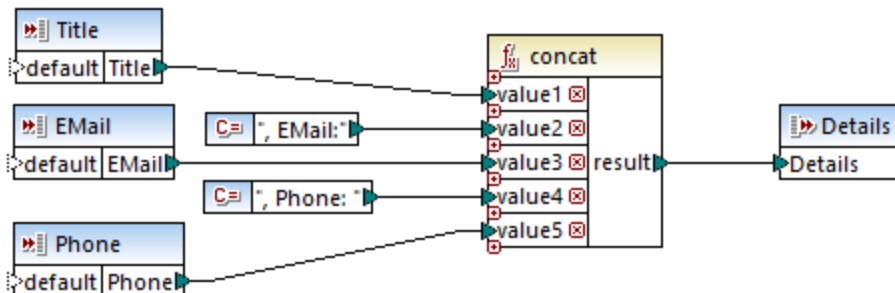 Title
default Title
EMail
default EMail
Phone
default Phone
C= ", EMail:"
C= ", Phone: "
fx concat
value1
value2
value3 result
value4
value5
Details
Details